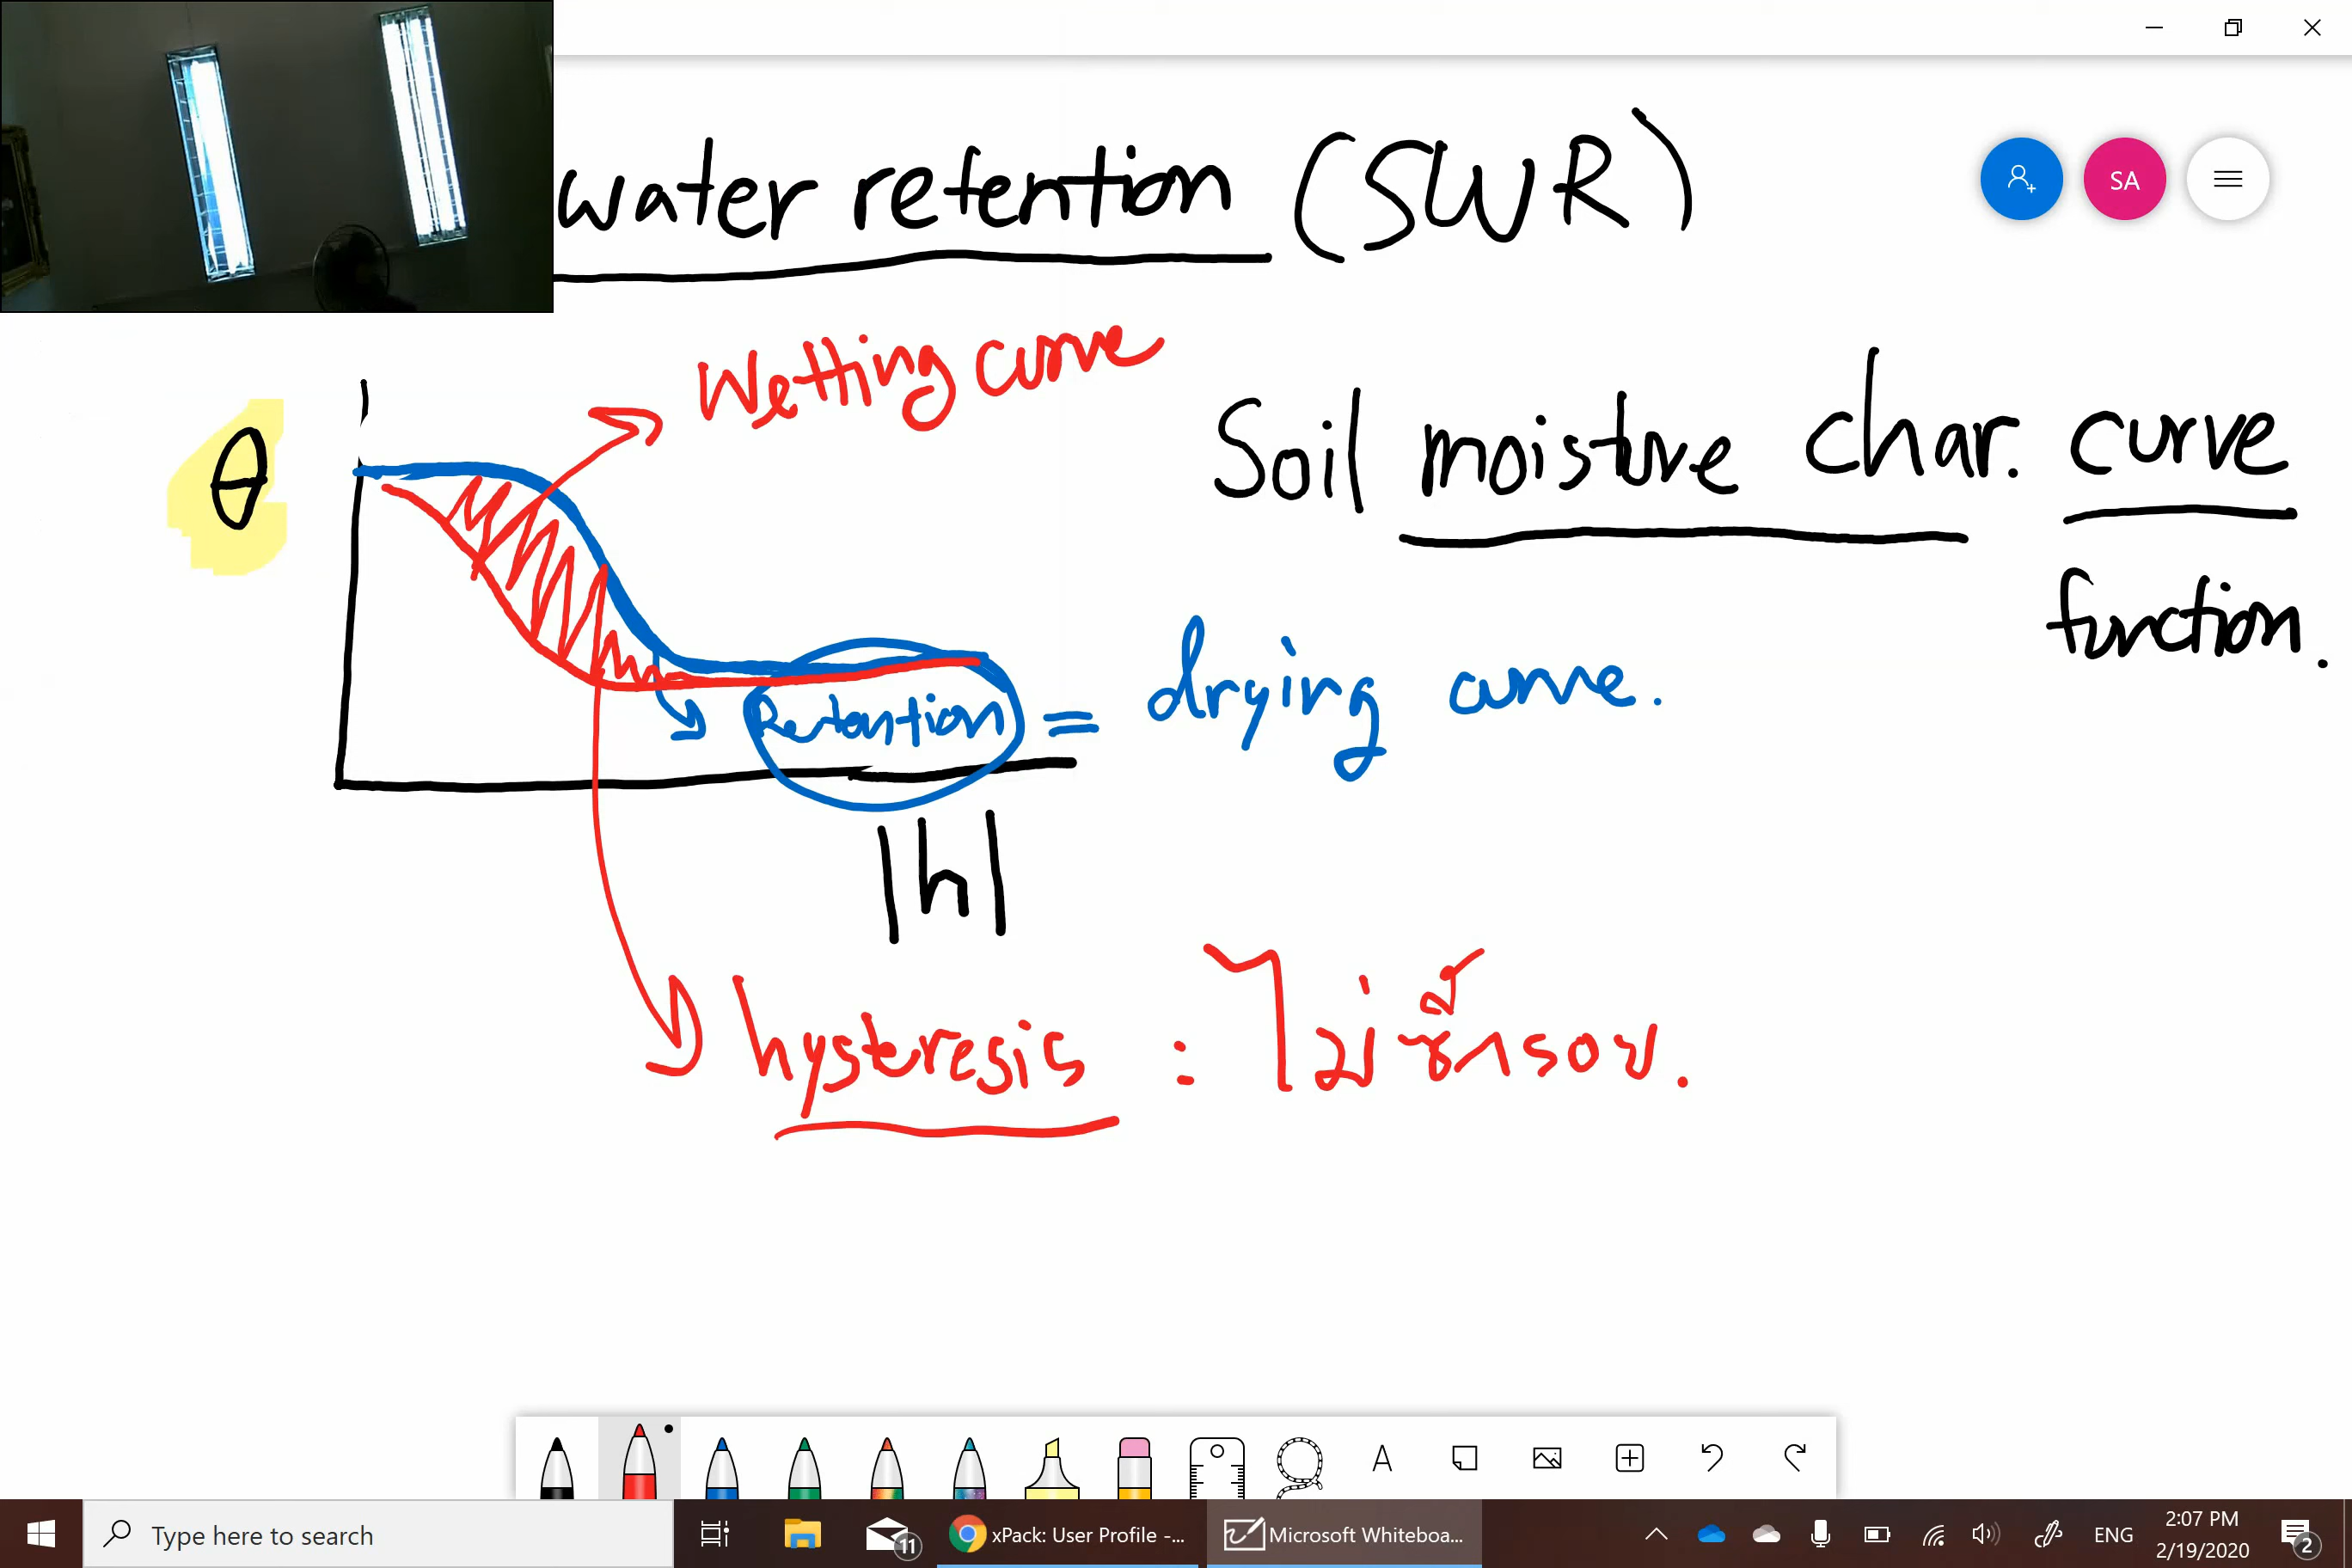 water retention (SWR)
SA
Wetting curve
θ
Soil moisture char. curve
function.
Retention = drying curve.
|h|
hysteresis : ไม่ซ้ำรอย.
A
Type here to search
11
xPack: User Profile -...
Microsoft Whiteboa...
ENG
2:07 PM
2/19/2020
2